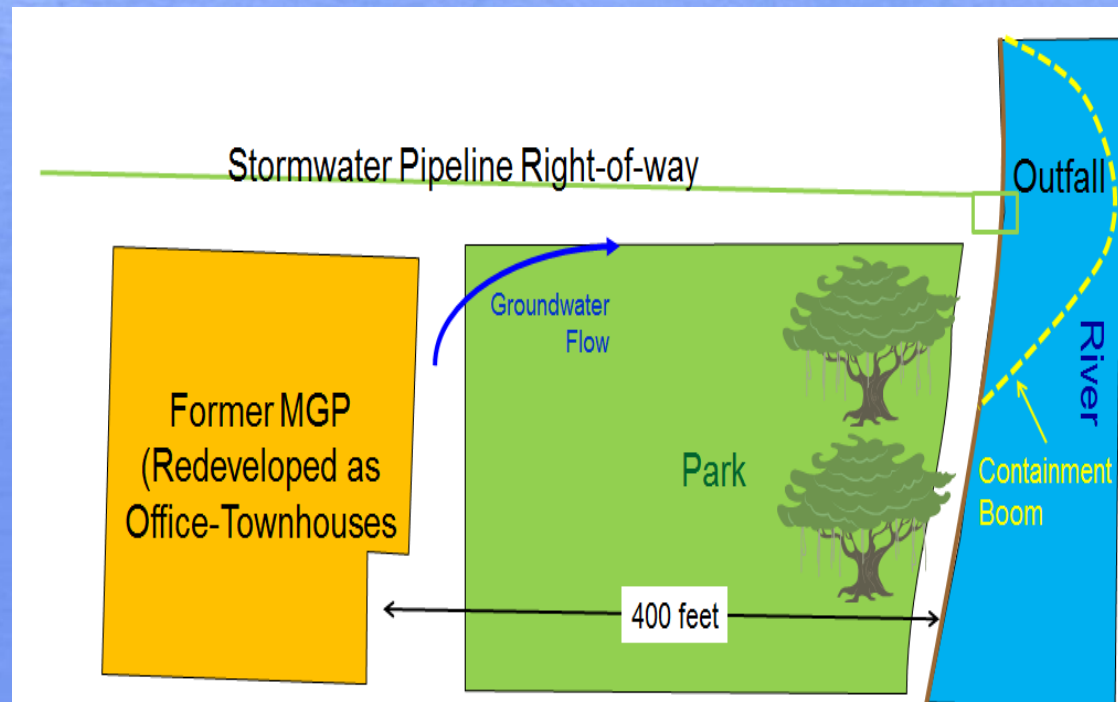 Stormwater Pipeline Right-of-way
Outfall
Groundwater
Flow
River
Former MGP
(Redeveloped as
Office-Townhouses
Park
Containment
Boom
400 feet